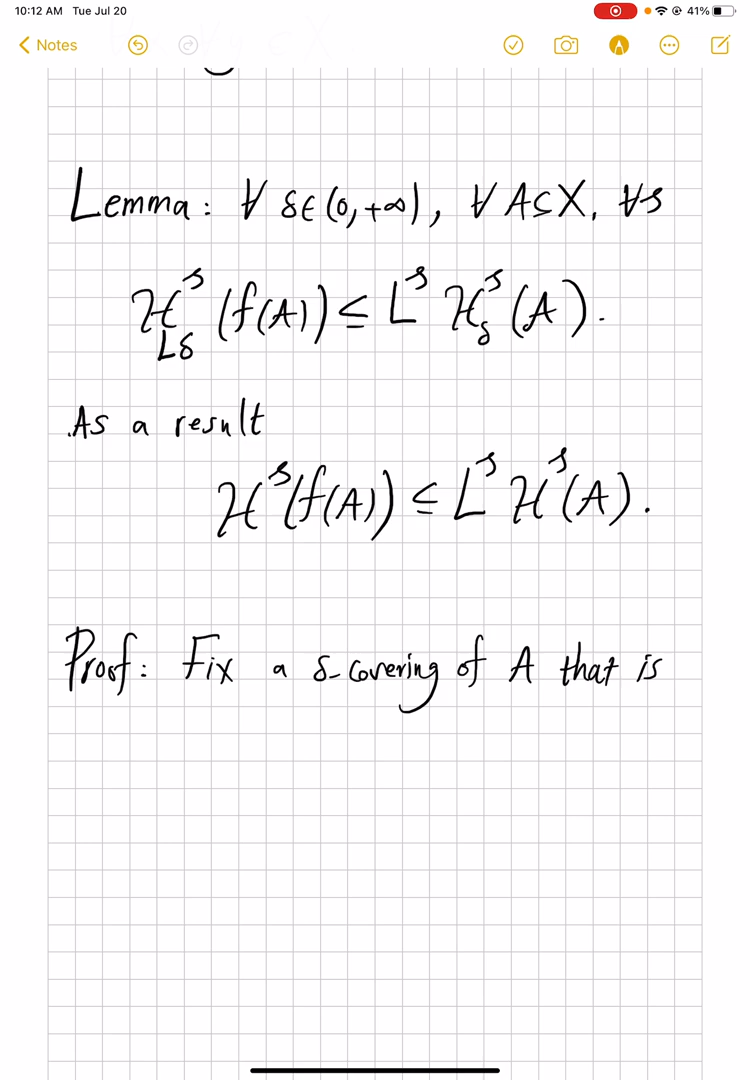 10:12 AM Tue Jul 20
41%
Notes
Lemma: ∀ δ∈(0,+∞), ∀ A⊆X, ∀s
ℋ^s_{Lδ}(f(A)) ≤ L^s ℋ^s_δ(A).
As a result
ℋ^s(f(A)) ≤ L^s ℋ^s(A).
Proof: Fix a δ-covering of A that is